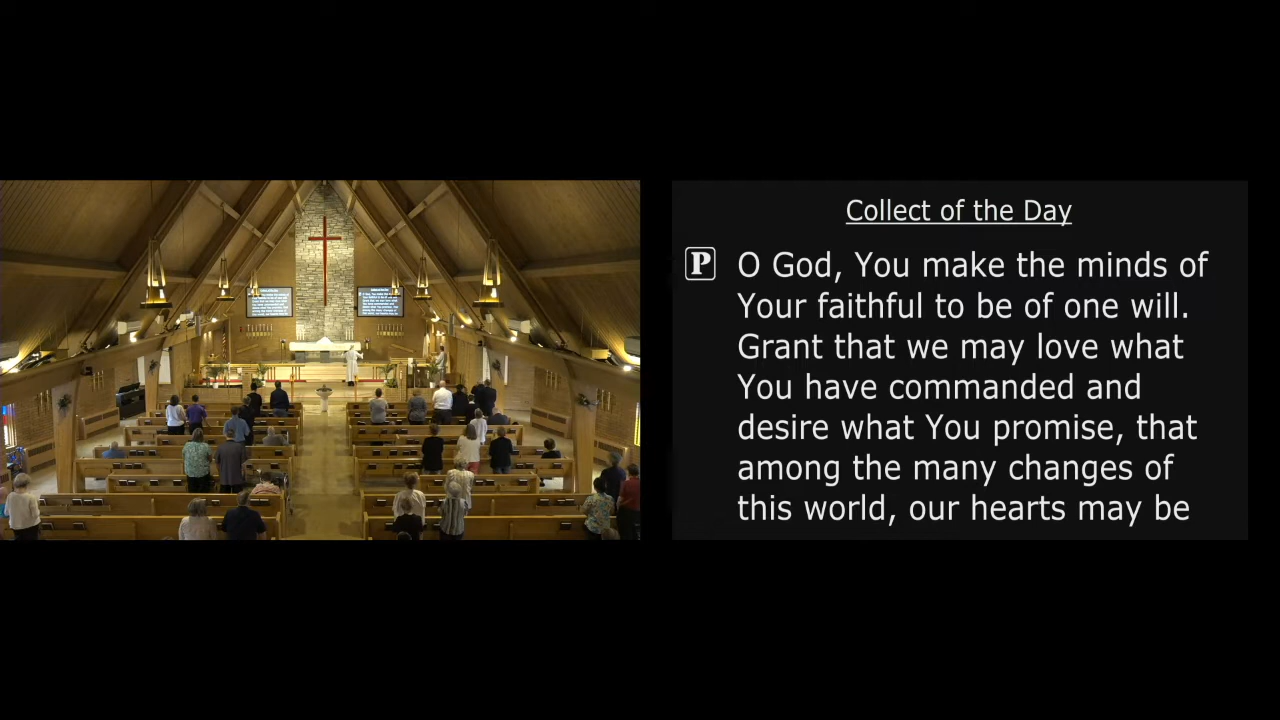 Collect of the Day
P O God, You make the minds of
Your faithful to be of one will.
Grant that we may love what
You have commanded and
desire what You promise, that
among the many changes of
this world, our hearts may be